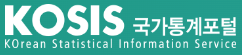 KOSIS 국가통계포털
KOrean Statistical Information Service